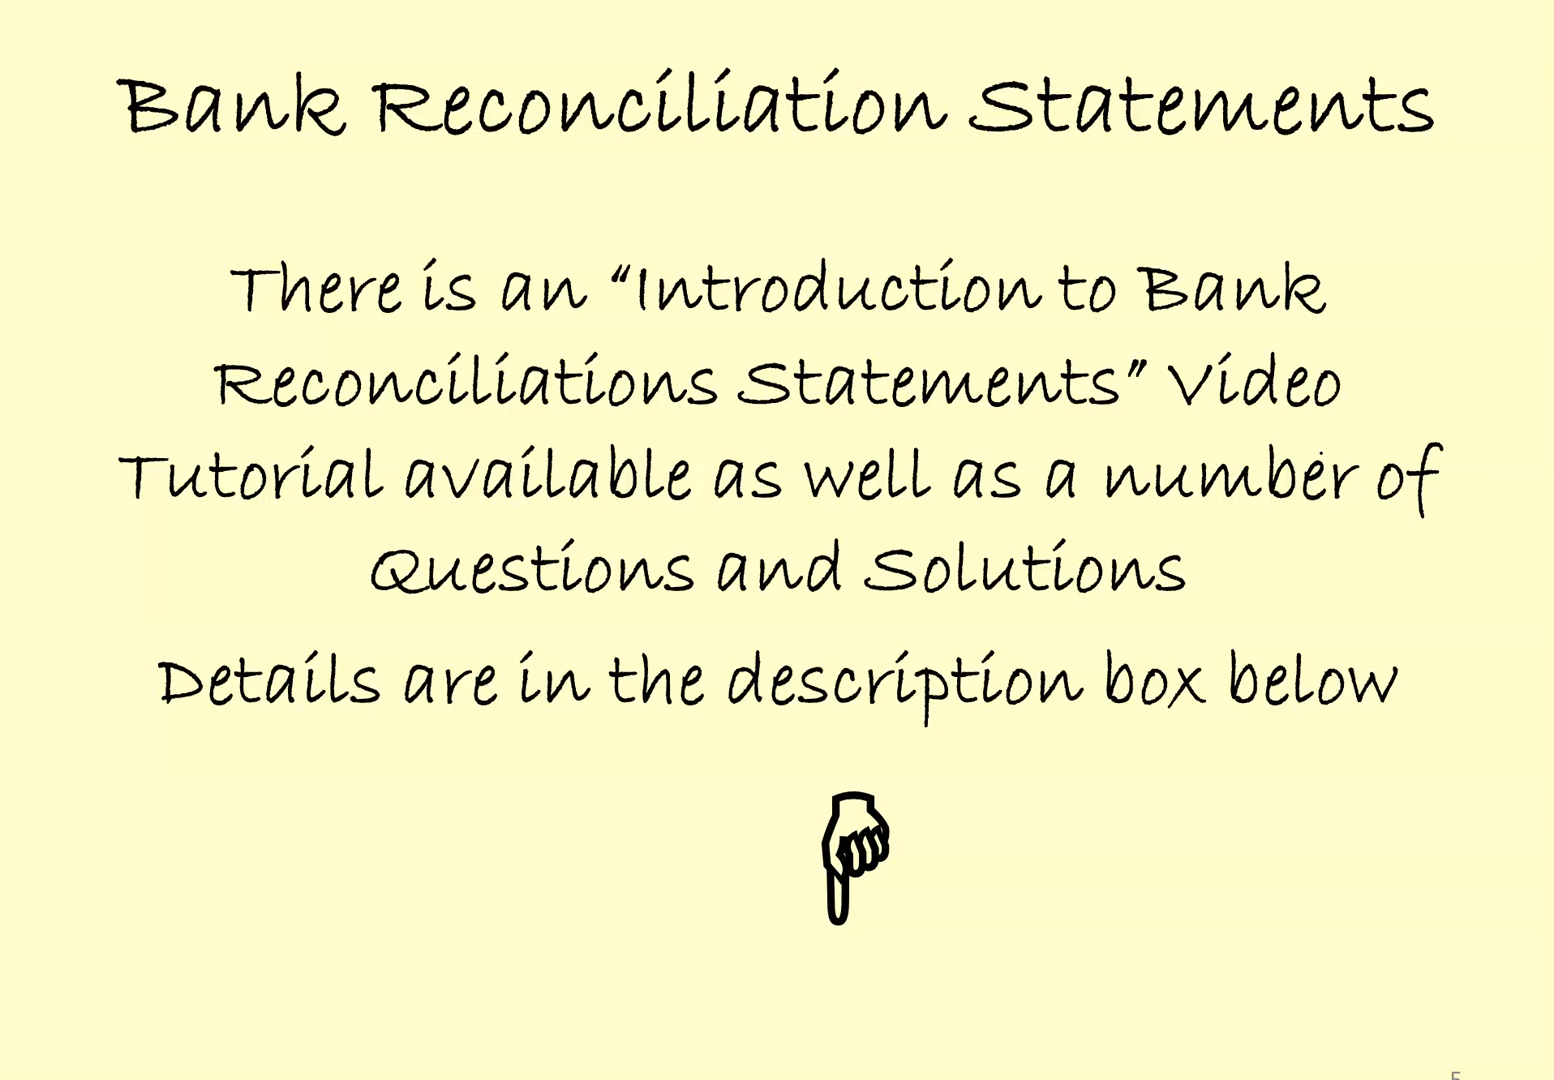 Bank Reconciliation Statements
There is an “Introduction to Bank
Reconciliations Statements” Video
Tutorial available as well as a number of
Questions and Solutions
Details are in the description box below
5